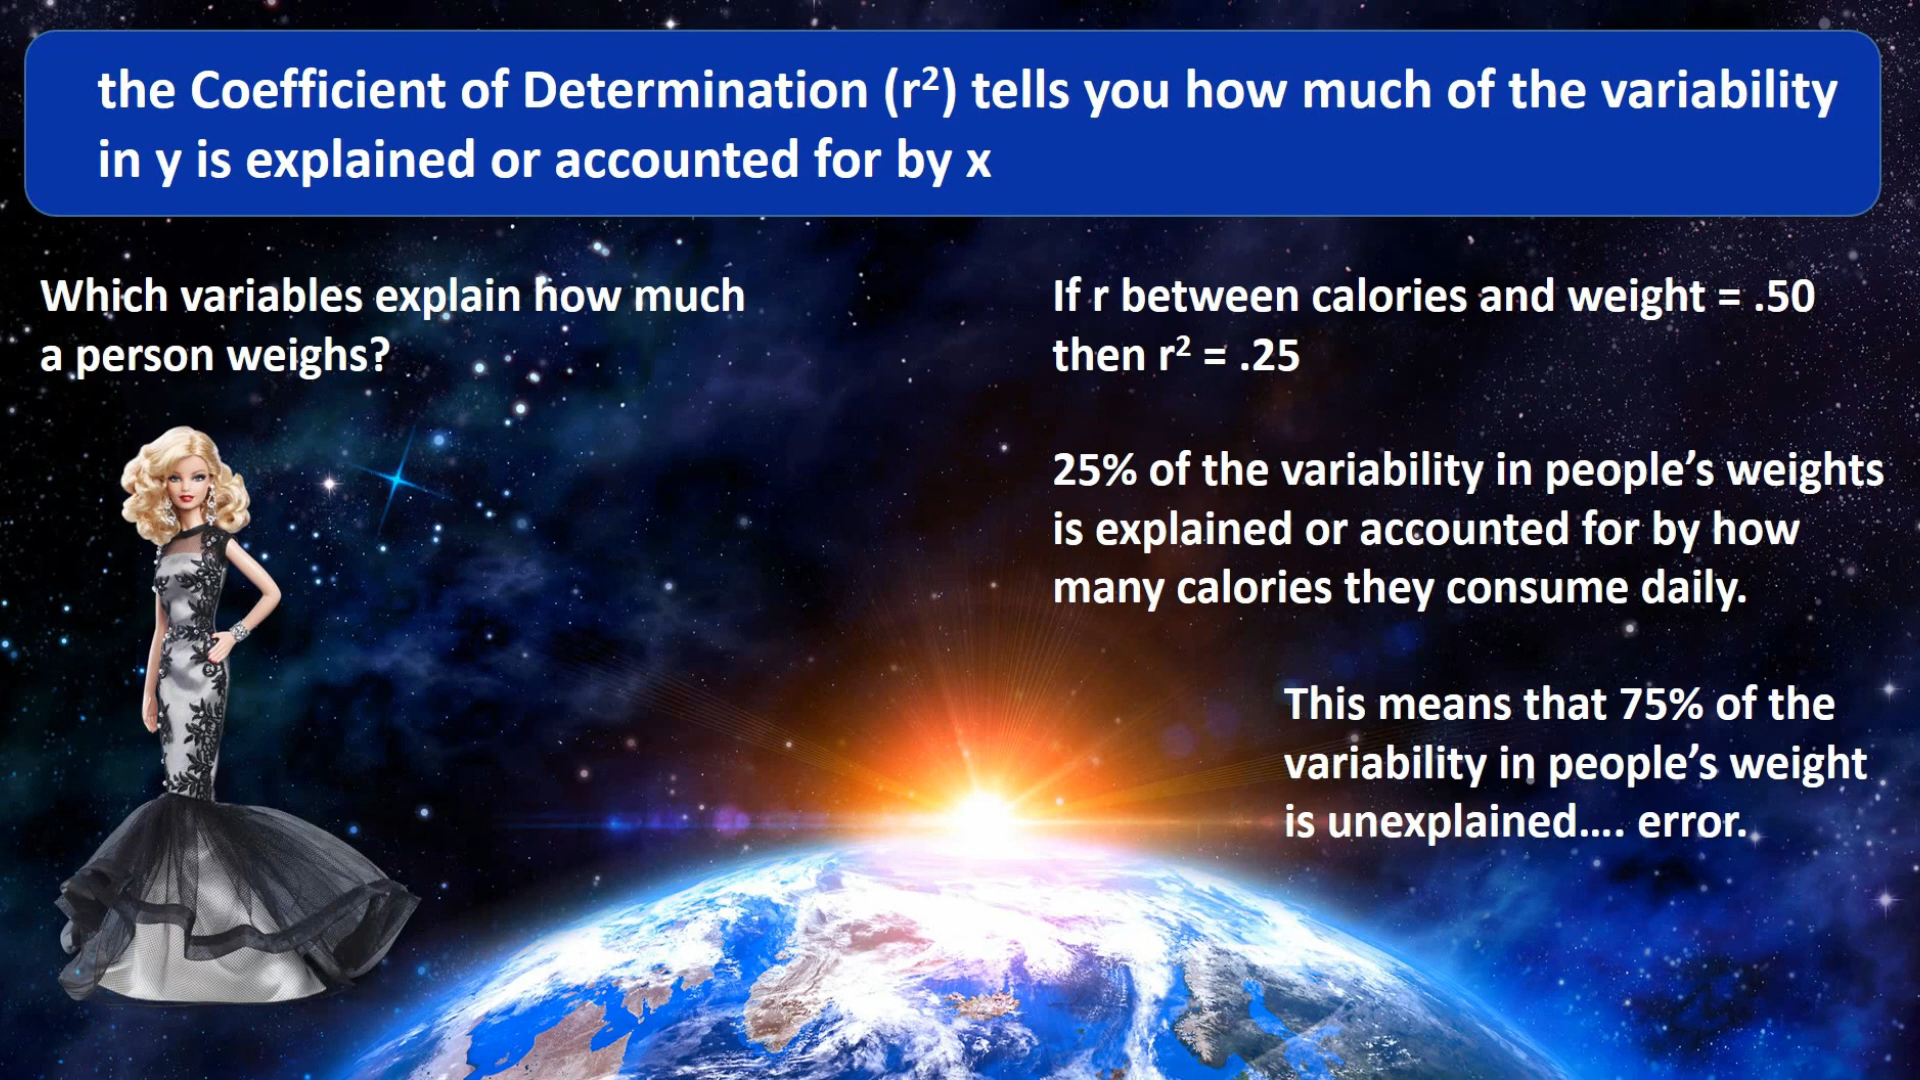 the Coefficient of Determination (r²) tells you how much of the variability
in y is explained or accounted for by x
Which variables explain how much
a person weighs?
If r between calories and weight = .50
then r² = .25
25% of the variability in people’s weights
is explained or accounted for by how
many calories they consume daily.
This means that 75% of the
variability in people’s weight
is unexplained.... error.